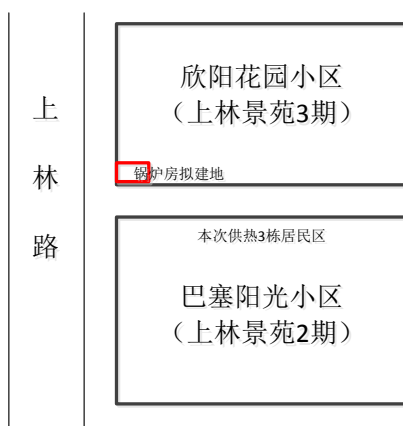 上林路
欣阳花园小区
（上林景苑3期）
锅炉房拟建地
本次供热3栋居民区
巴塞阳光小区
（上林景苑2期）